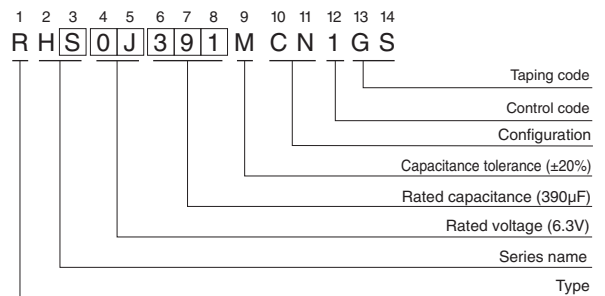 1 2 3 4 5 6 7 8 9 10 11 12 13 14
R H S 0 J 3 9 1 M C N 1 G S
Taping code
Control code
Configuration
Capacitance tolerance (±20%)
Rated capacitance (390μF)
Rated voltage (6.3V)
Series name
Type